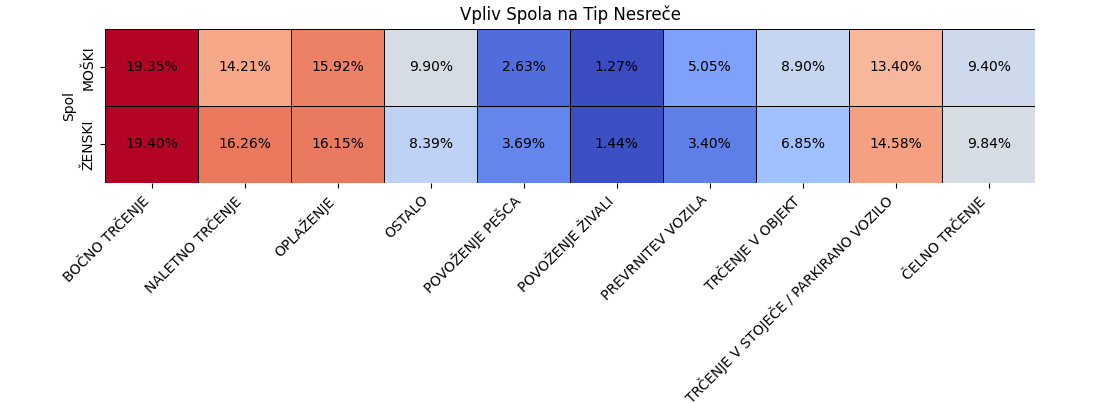 Vpliv Spola na Tip Nesreče
Spol
MOŠKI
19.35% 14.21% 15.92% 9.90% 2.63% 1.27% 5.05% 8.90% 13.40% 9.40%
ŽENSKI
19.40% 16.26% 16.15% 8.39% 3.69% 1.44% 3.40% 6.85% 14.58% 9.84%
BOČNO TRČENJE
NALETNO TRČENJE
OPLAŽENJE
OSTALO
POVOŽENJE PEŠCA
POVOŽENJE ŽIVALI
PREVRNITEV VOZILA
TRČENJE V OBJEKT
TRČENJE V STOJEČE / PARKIRANO VOZILO
ČELNO TRČENJE